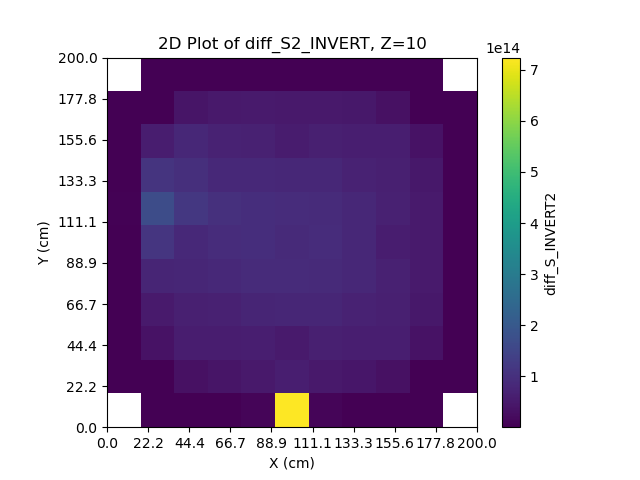 2D Plot of diff_S2_INVERT, Z=10
1e14
200.0
177.8
155.6
133.3
111.1
88.9
66.7
44.4
22.2
0.0
Y (cm)
0.0 22.2 44.4 66.7 88.9 111.1 133.3 155.6 177.8 200.0
X (cm)
7
6
5
4
3
2
1
diff_S_INVERT2